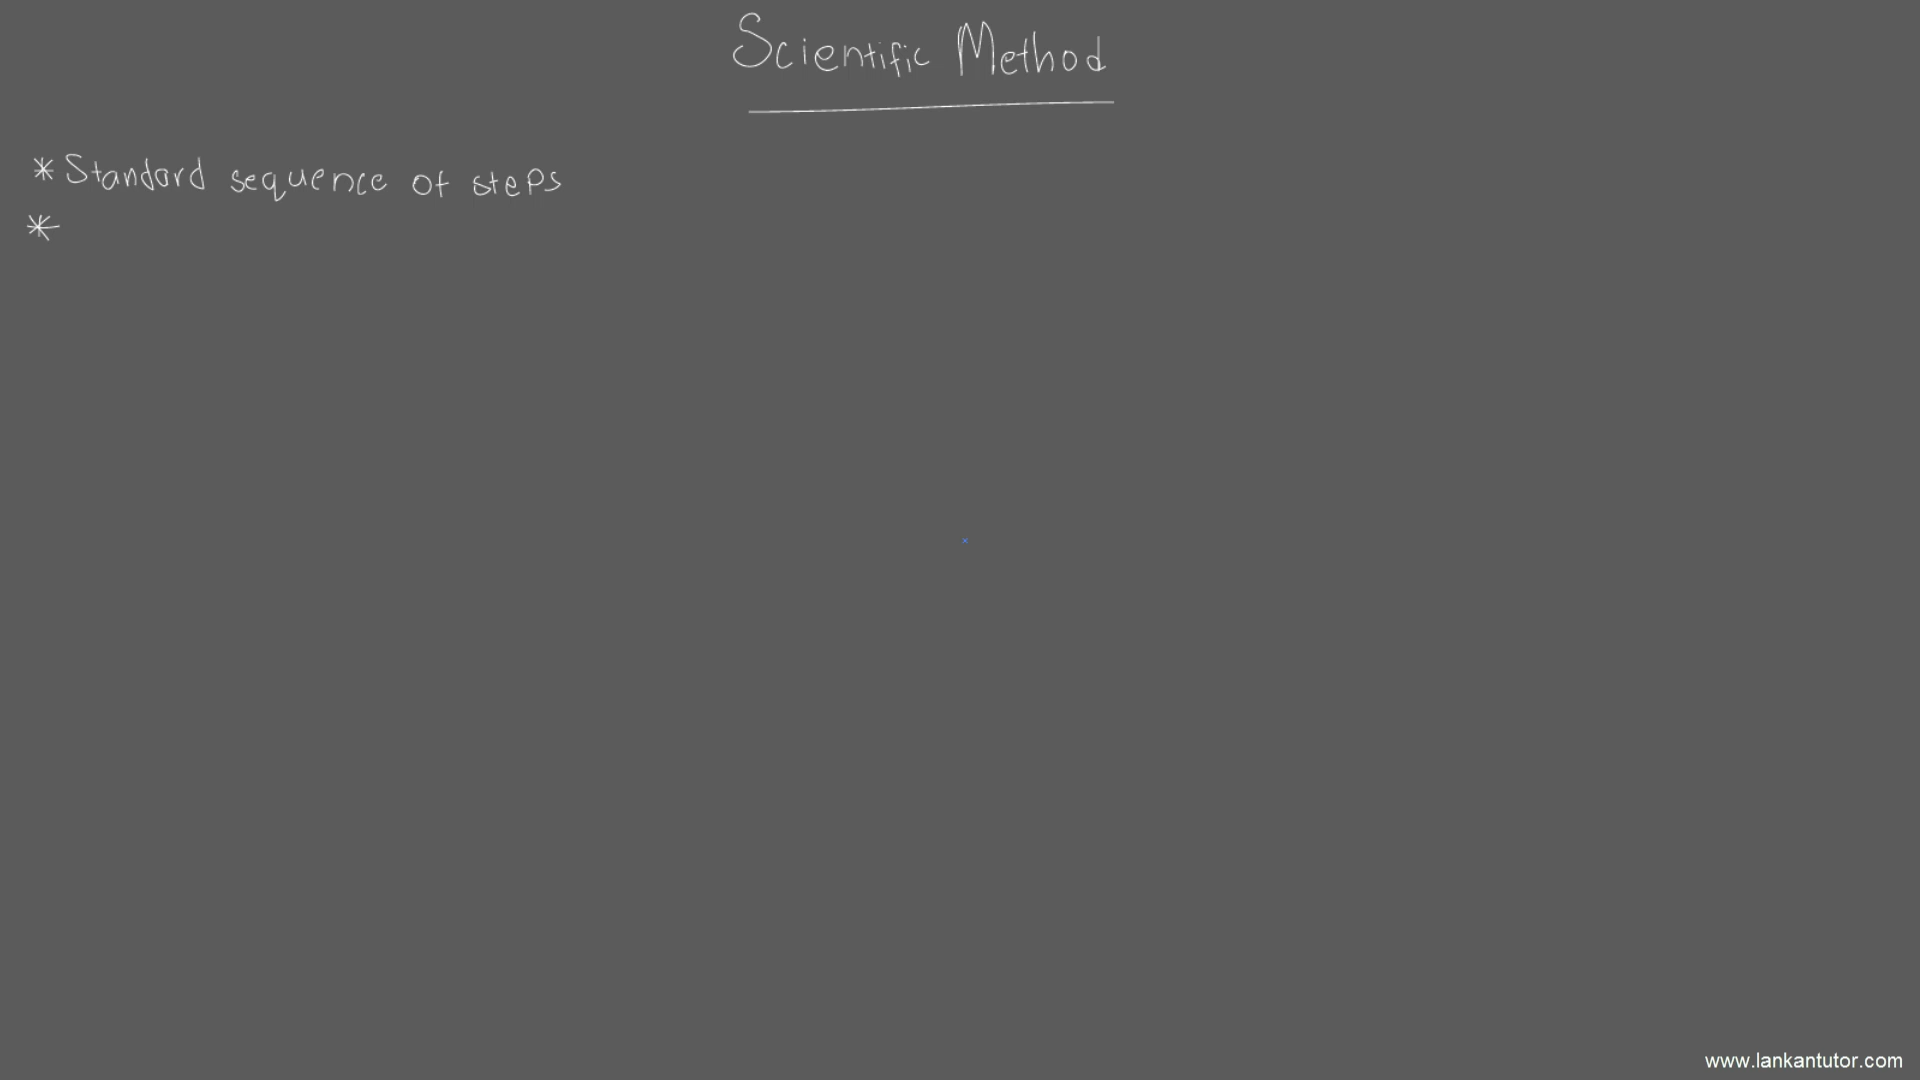 Scientific Method
* Standard sequence of steps
*
www.lankantutor.com